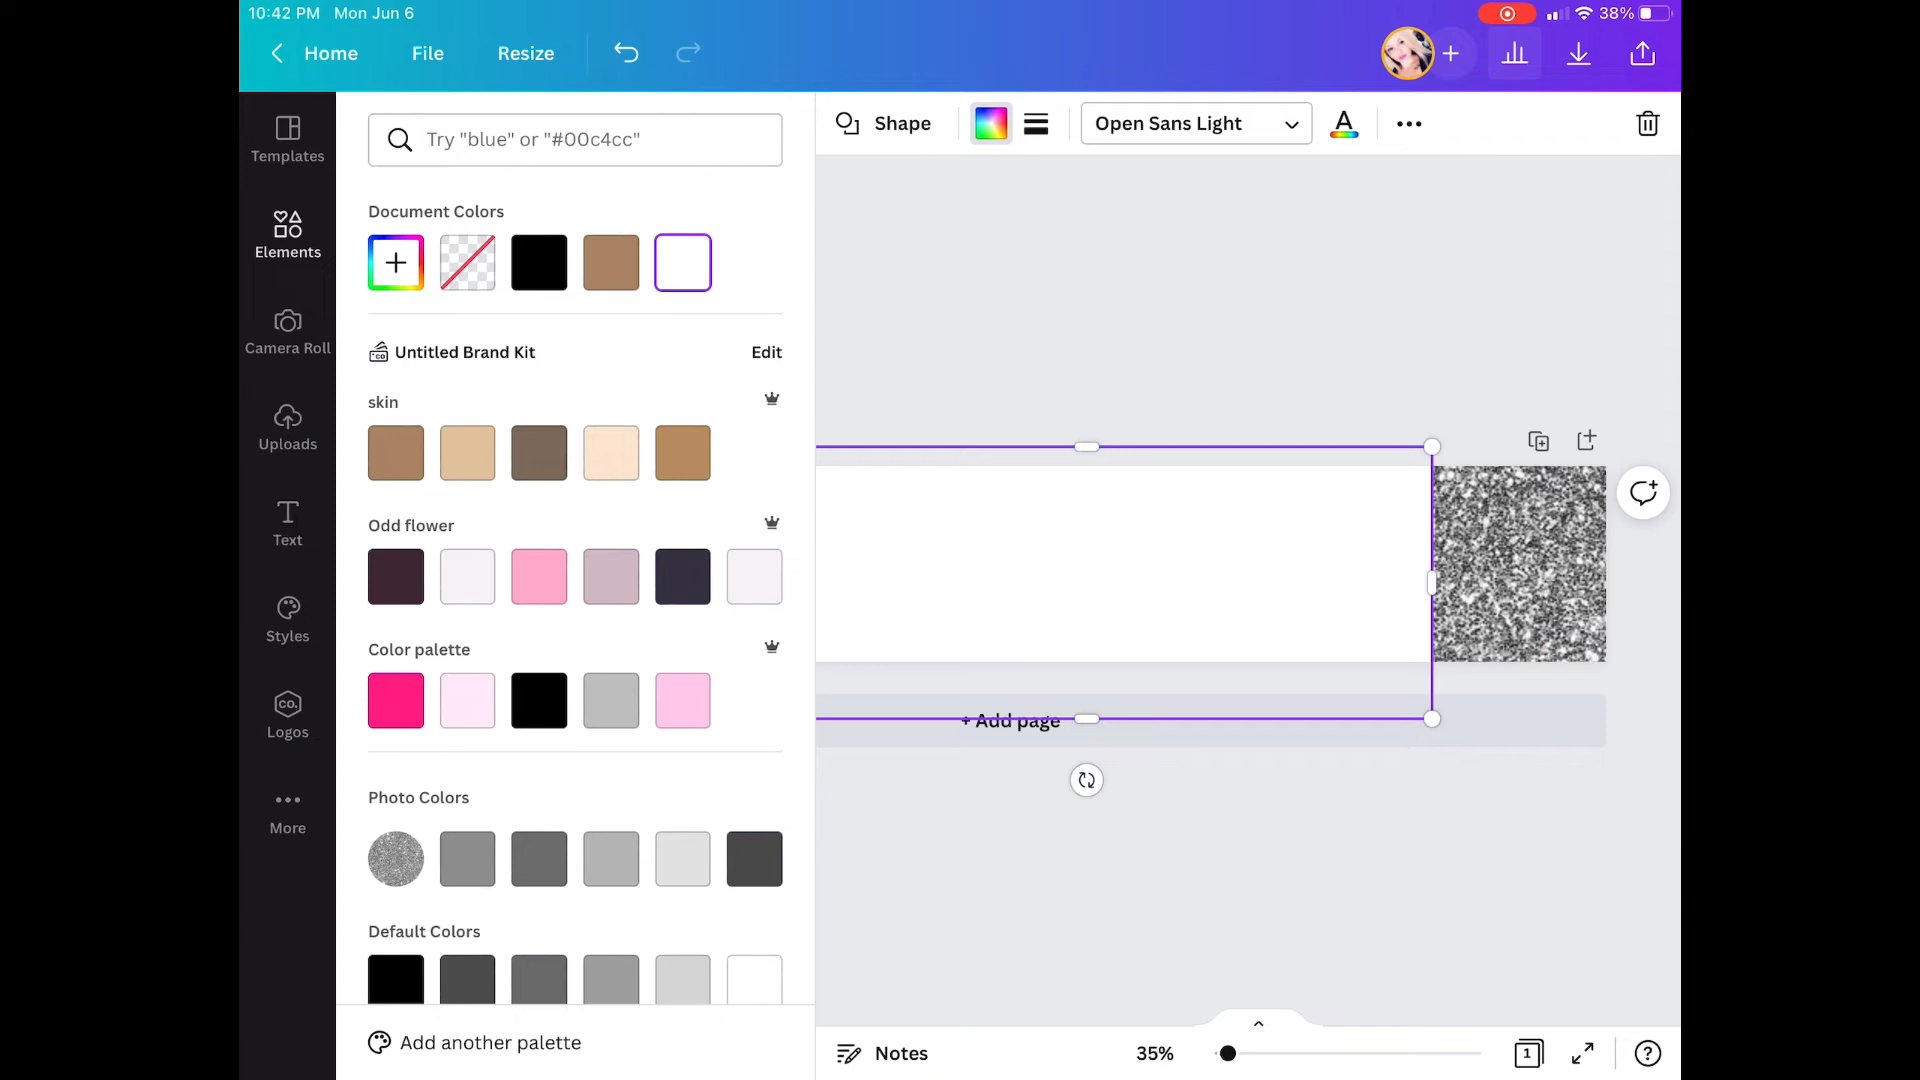 10:42 PM Mon Jun 6
38%
Home File Resize
Templates
Elements
Camera Roll
Uploads
Text
Styles
CO.
Logos
More
Try "blue" or "#00c4cc"
Document Colors
Untitled Brand Kit Edit
skin
Odd flower
Color palette
Photo Colors
Default Colors
Add another palette
Shape Open Sans Light A
+ Add page
Notes 35% 1 ?